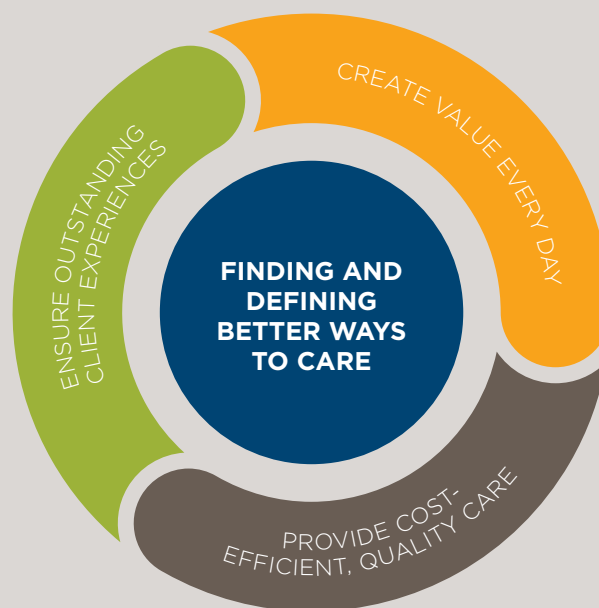 CREATE VALUE EVERY DAY
ENSURE OUTSTANDING
CLIENT EXPERIENCES
FINDING AND
DEFINING
BETTER WAYS
TO CARE
PROVIDE COST-
EFFICIENT, QUALITY CARE